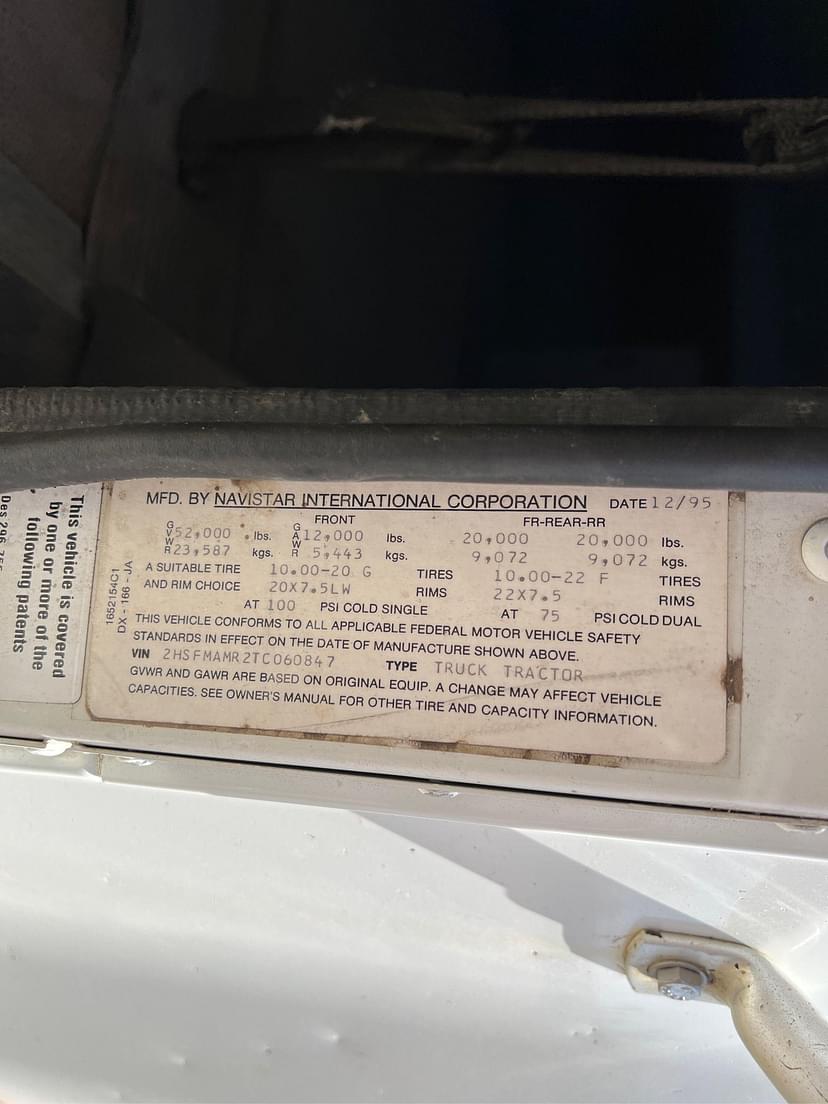 MFD. BY NAVISTAR INTERNATIONAL CORPORATION DATE 12/95
FRONT FR-REAR-RR
GVWR 52,000 lbs. GAWR 12,000 lbs. 20,000 20,000 lbs.
23,587 kgs. 5,443 kgs. 9,072 9,072 kgs.
A SUITABLE TIRE 10.00-20 G TIRES 10.00-22 F TIRES
AND RIM CHOICE 20X7.5LW RIMS 22X7.5 RIMS
AT 100 PSI COLD SINGLE AT 75 PSI COLD DUAL
THIS VEHICLE CONFORMS TO ALL APPLICABLE FEDERAL MOTOR VEHICLE SAFETY
STANDARDS IN EFFECT ON THE DATE OF MANUFACTURE SHOWN ABOVE.
VIN 2HSFMAMR2TC060847 TYPE TRUCK TRACTOR
GVWR AND GAWR ARE BASED ON ORIGINAL EQUIP. A CHANGE MAY AFFECT VEHICLE
CAPACITIES. SEE OWNER'S MANUAL FOR OTHER TIRE AND CAPACITY INFORMATION.
1652154C1
DX - 166 - JA
This vehicle is covered
by one or more of the
following patents
Des 296